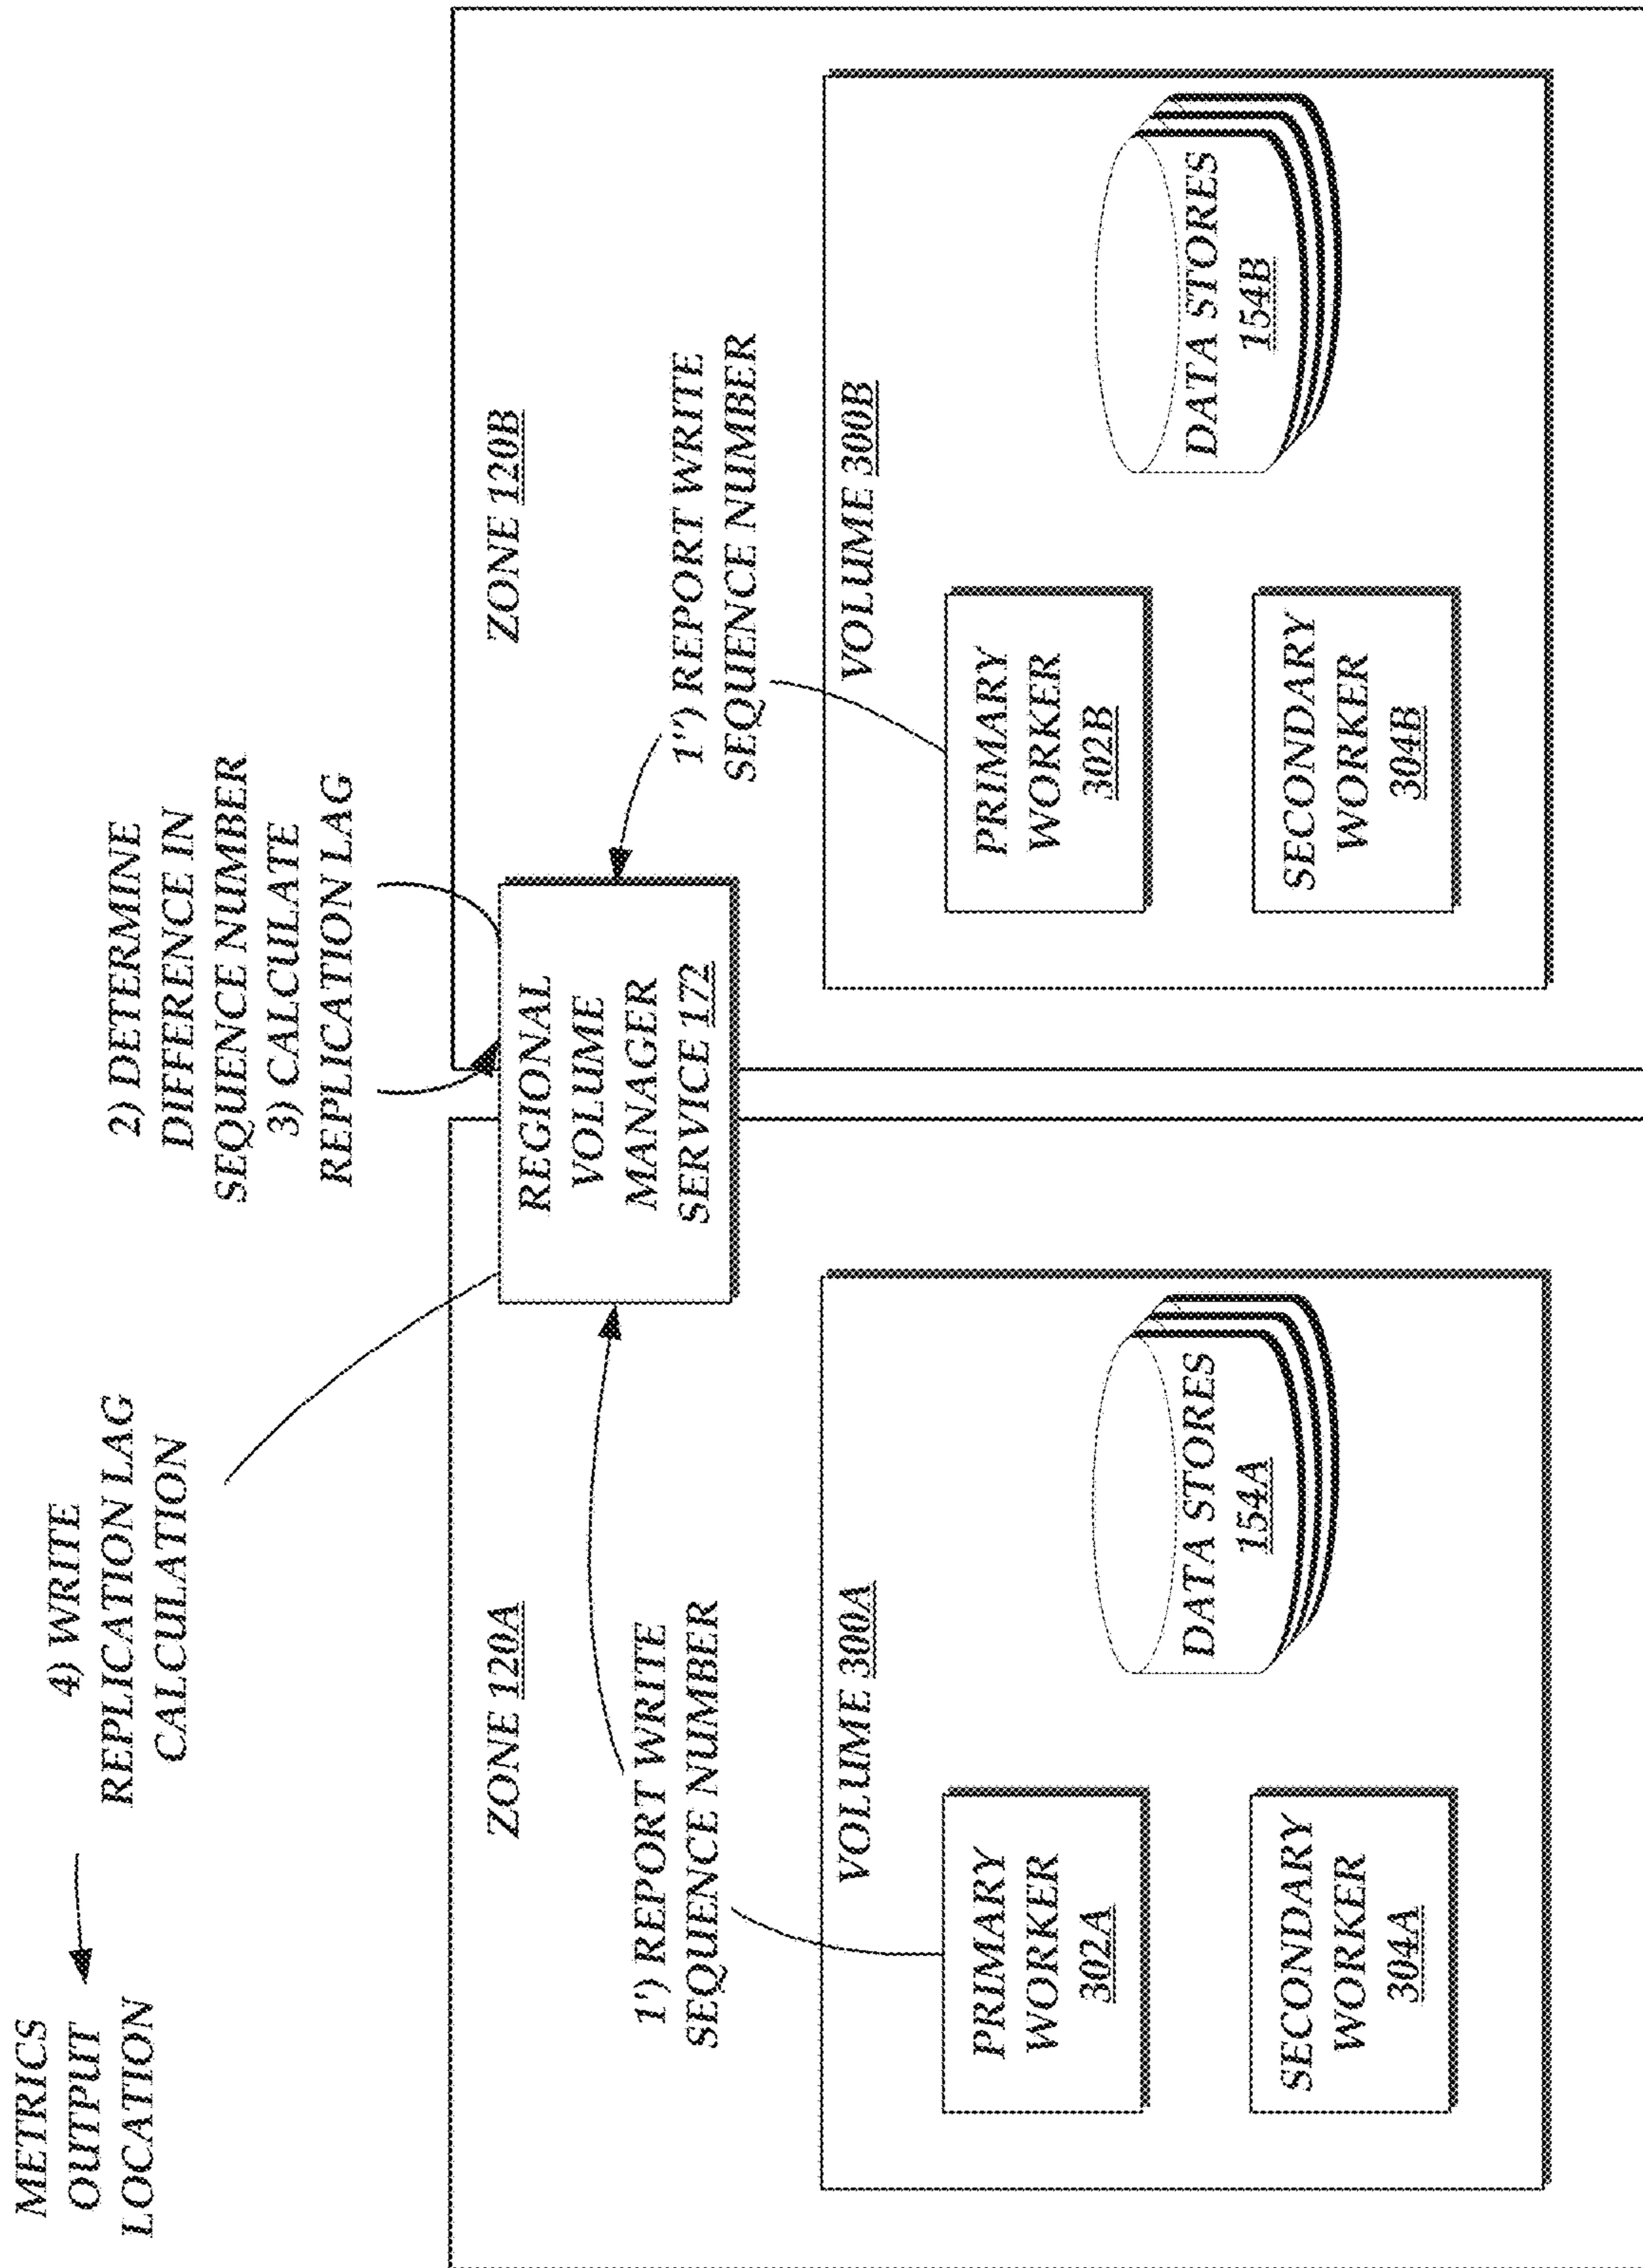 METRICS
OUTPUT
LOCATION
4) WRITE
REPLICATION LAG
CALCULATION
2) DETERMINE
DIFFERENCE IN
SEQUENCE NUMBER
3) CALCULATE
REPLICATION LAG
ZONE 120A
ZONE 120B
REGIONAL
VOLUME
MANAGER
SERVICE 172
1') REPORT WRITE
SEQUENCE NUMBER
1'') REPORT WRITE
SEQUENCE NUMBER
VOLUME 300A
PRIMARY
WORKER
302A
SECONDARY
WORKER
304A
DATA STORES
154A
VOLUME 300B
PRIMARY
WORKER
302B
SECONDARY
WORKER
304B
DATA STORES
154B